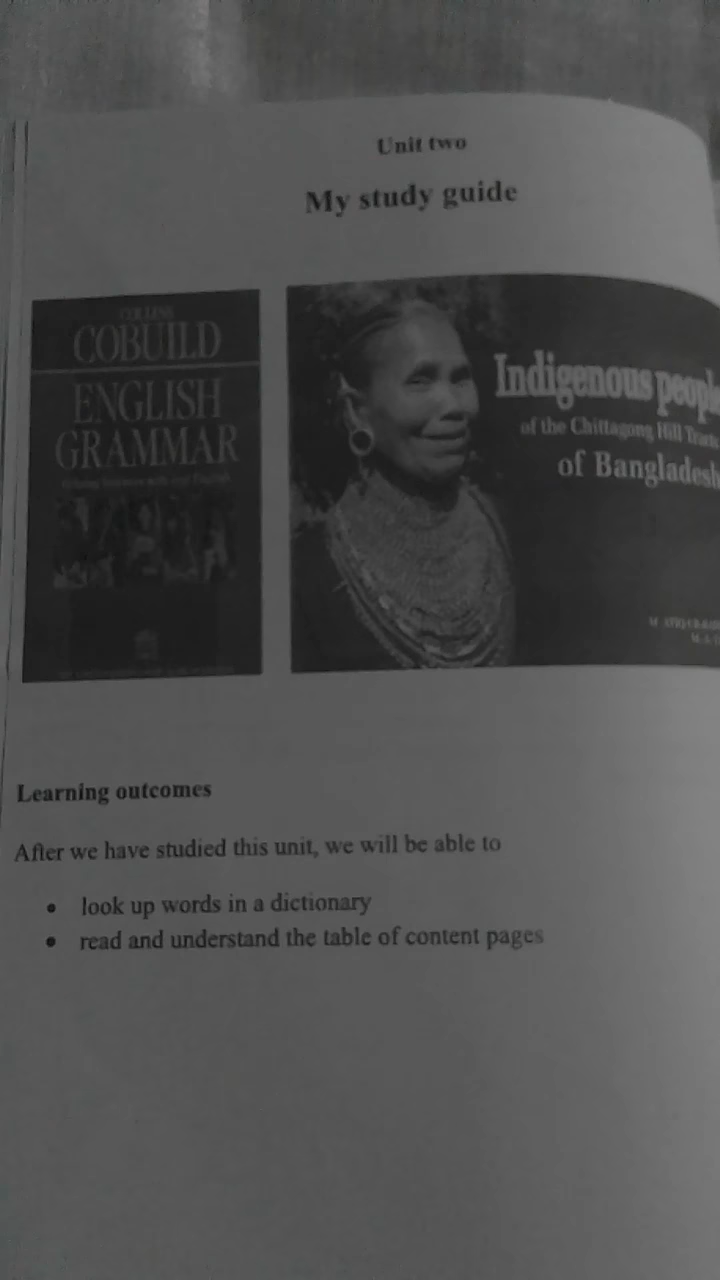 Unit two
My study guide
COLLINS
COBUILD
ENGLISH
GRAMMAR
Indigenous people
of the Chittagong Hill Tracts
of Bangladesh
Learning outcomes
After we have studied this unit, we will be able to
• look up words in a dictionary
• read and understand the table of content pages